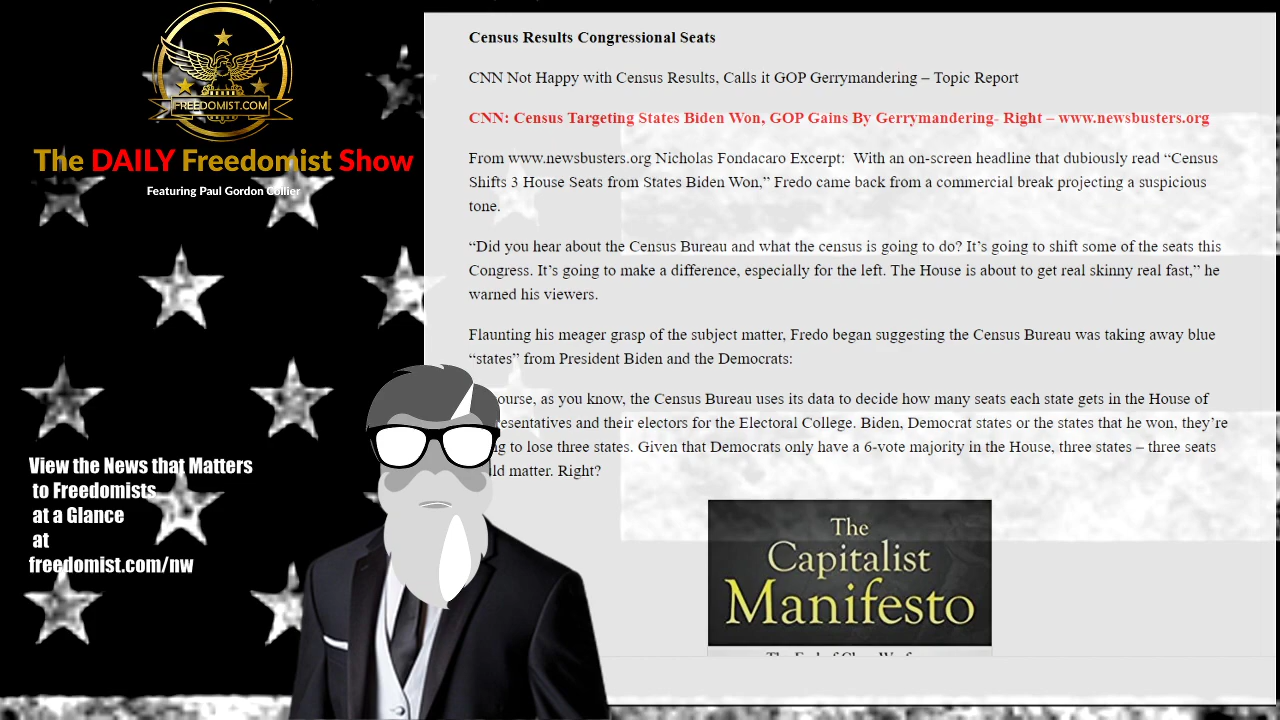 FREEDOMIST.COM
The DAILY Freedomist Show
Featuring Paul Gordon Collier
View the News that Matters
to Freedomists
at a Glance
at
freedomist.com/nw
Census Results Congressional Seats
CNN Not Happy with Census Results, Calls it GOP Gerrymandering – Topic Report
CNN: Census Targeting States Biden Won, GOP Gains By Gerrymandering- Right – www.newsbusters.org
From www.newsbusters.org Nicholas Fondacaro Excerpt:  With an on-screen headline that dubiously read “Census
Shifts 3 House Seats from States Biden Won,” Fredo came back from a commercial break projecting a suspicious
tone.
“Did you hear about the Census Bureau and what the census is going to do? It’s going to shift some of the seats this
Congress. It’s going to make a difference, especially for the left. The House is about to get real skinny real fast,” he
warned his viewers.
Flaunting his meager grasp of the subject matter, Fredo began suggesting the Census Bureau was taking away blue
“states” from President Biden and the Democrats:
ourse, as you know, the Census Bureau uses its data to decide how many seats each state gets in the House of
esentatives and their electors for the Electoral College. Biden, Democrat states or the states that he won, they’re
ng to lose three states. Given that Democrats only have a 6-vote majority in the House, three states – three seats
ld matter. Right?
The
Capitalist
Manifesto